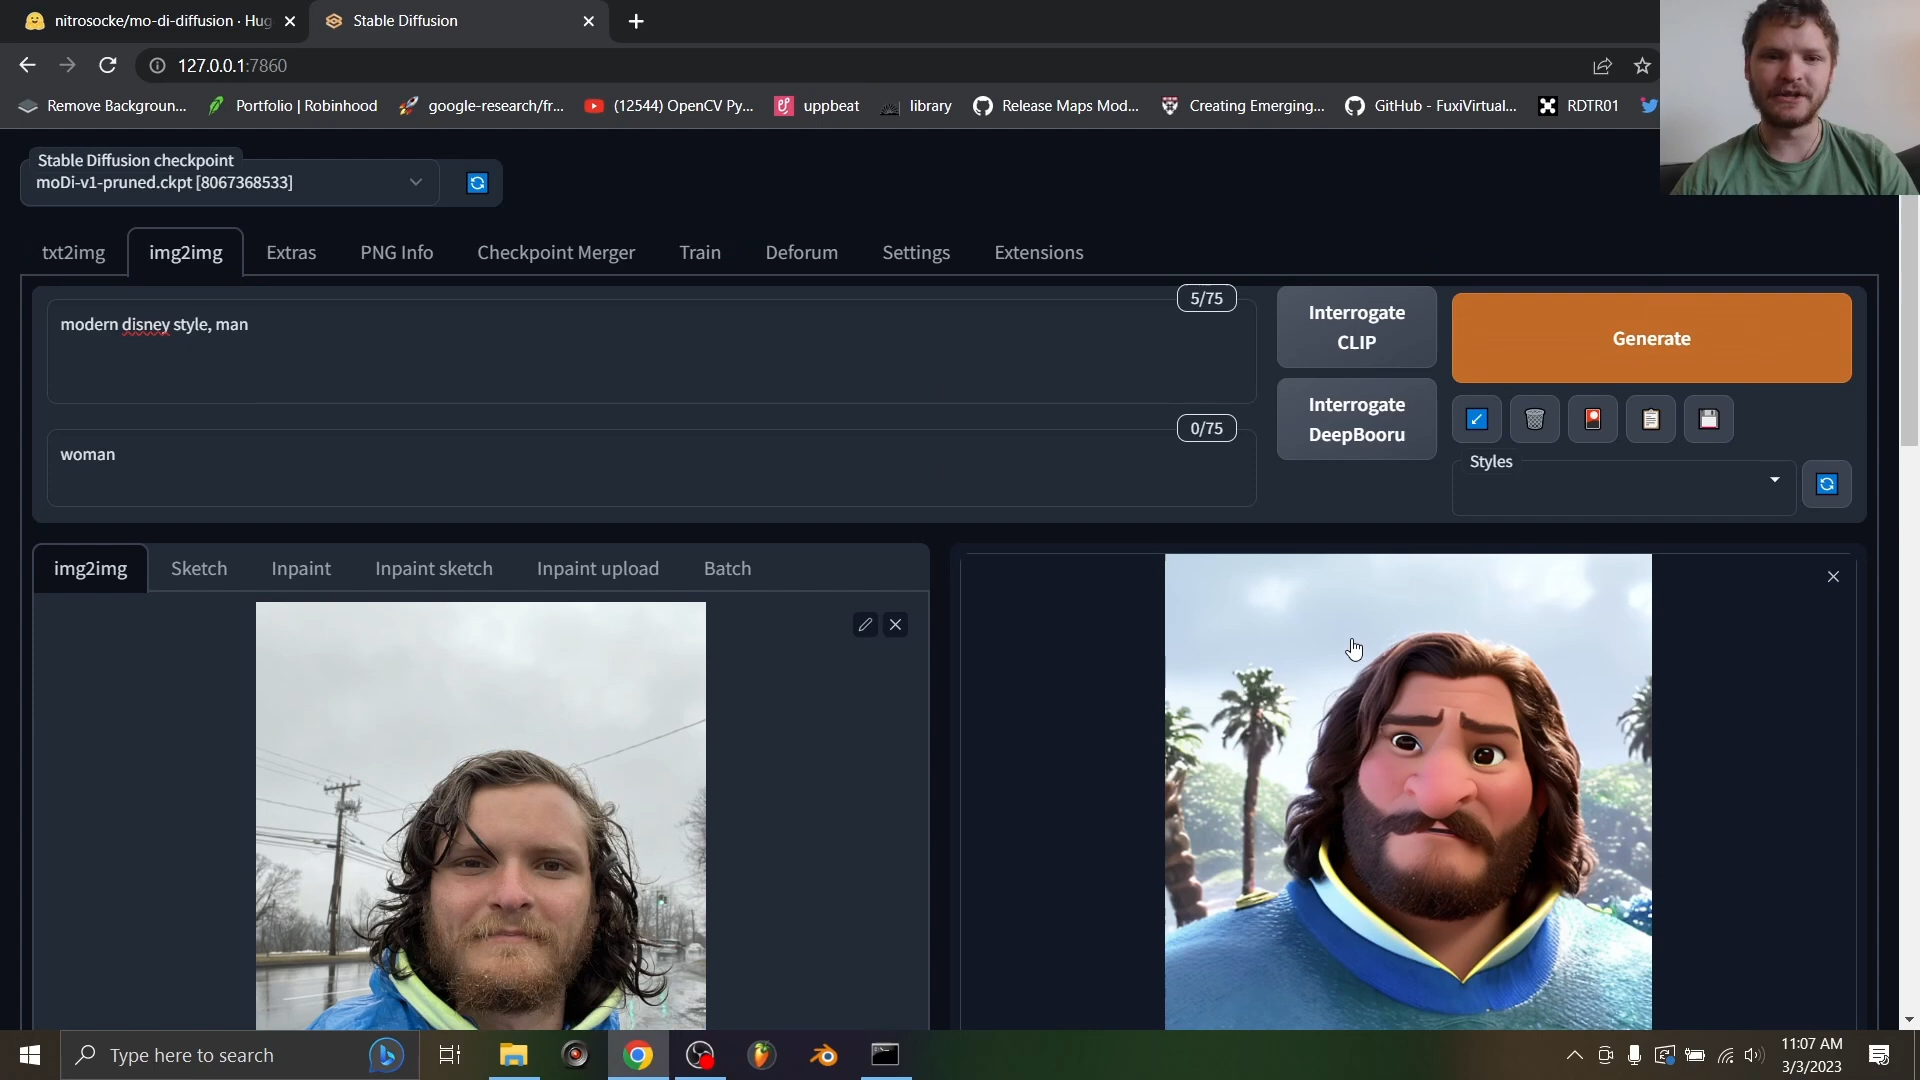 nitrosocke/mo-di-diffusion · Hug
Stable Diffusion
127.0.0.1:7860
Remove Backgroun...
Portfolio | Robinhood
google-research/fr...
(12544) OpenCV Py...
uppbeat
library
Release Maps Mod...
Creating Emerging...
GitHub - FuxiVirtual...
RDTR01
Stable Diffusion checkpoint
moDi-v1-pruned.ckpt [8067368533]
txt2img
img2img
Extras
PNG Info
Checkpoint Merger
Train
Deforum
Settings
Extensions
5/75
modern disney style, man
Interrogate
CLIP
Generate
Interrogate
DeepBooru
0/75
woman
Styles
img2img
Sketch
Inpaint
Inpaint sketch
Inpaint upload
Batch
Type here to search
11:07 AM
3/3/2023